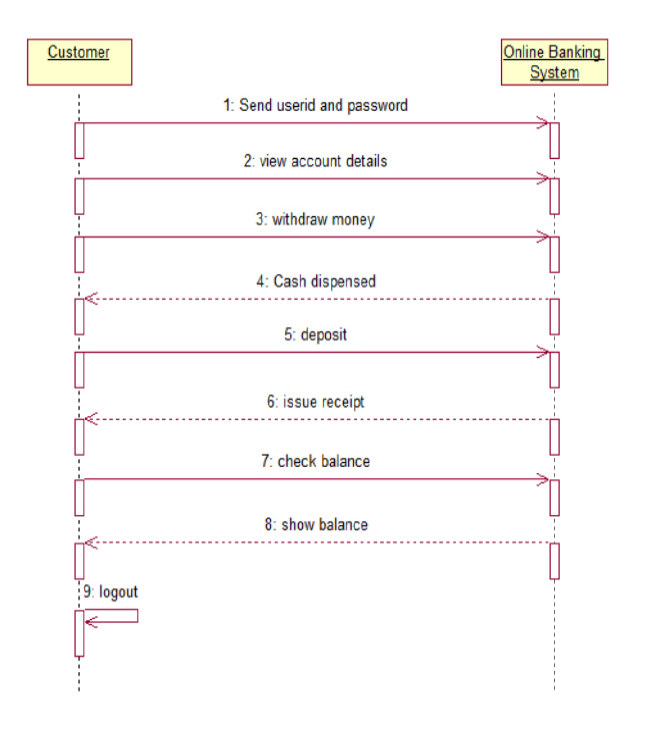 Customer
Online Banking
System
1: Send userid and password
2: view account details
3: withdraw money
4: Cash dispensed
5: deposit
6: issue receipt
7: check balance
8: show balance
9: logout